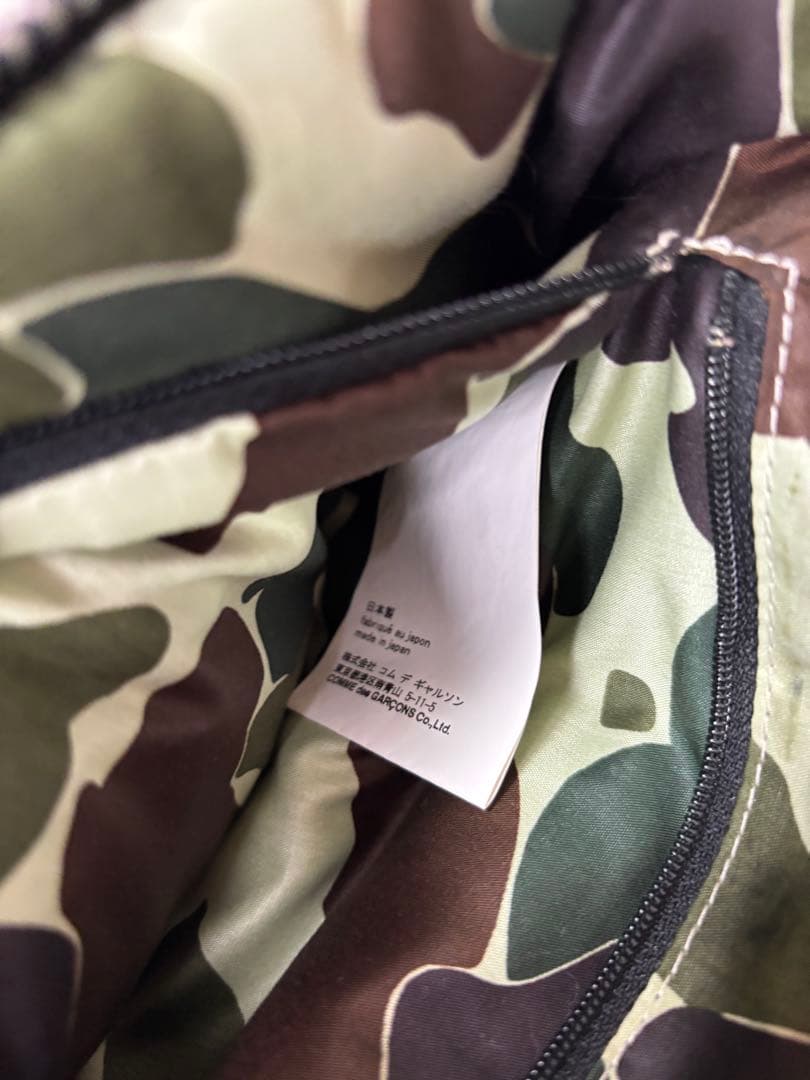 日本製
fabriqué au japon
made in japan
株式会社 コム デ ギャルソン
東京都港区南青山 5-11-5
COMME des GARÇONS Co.,Ltd.